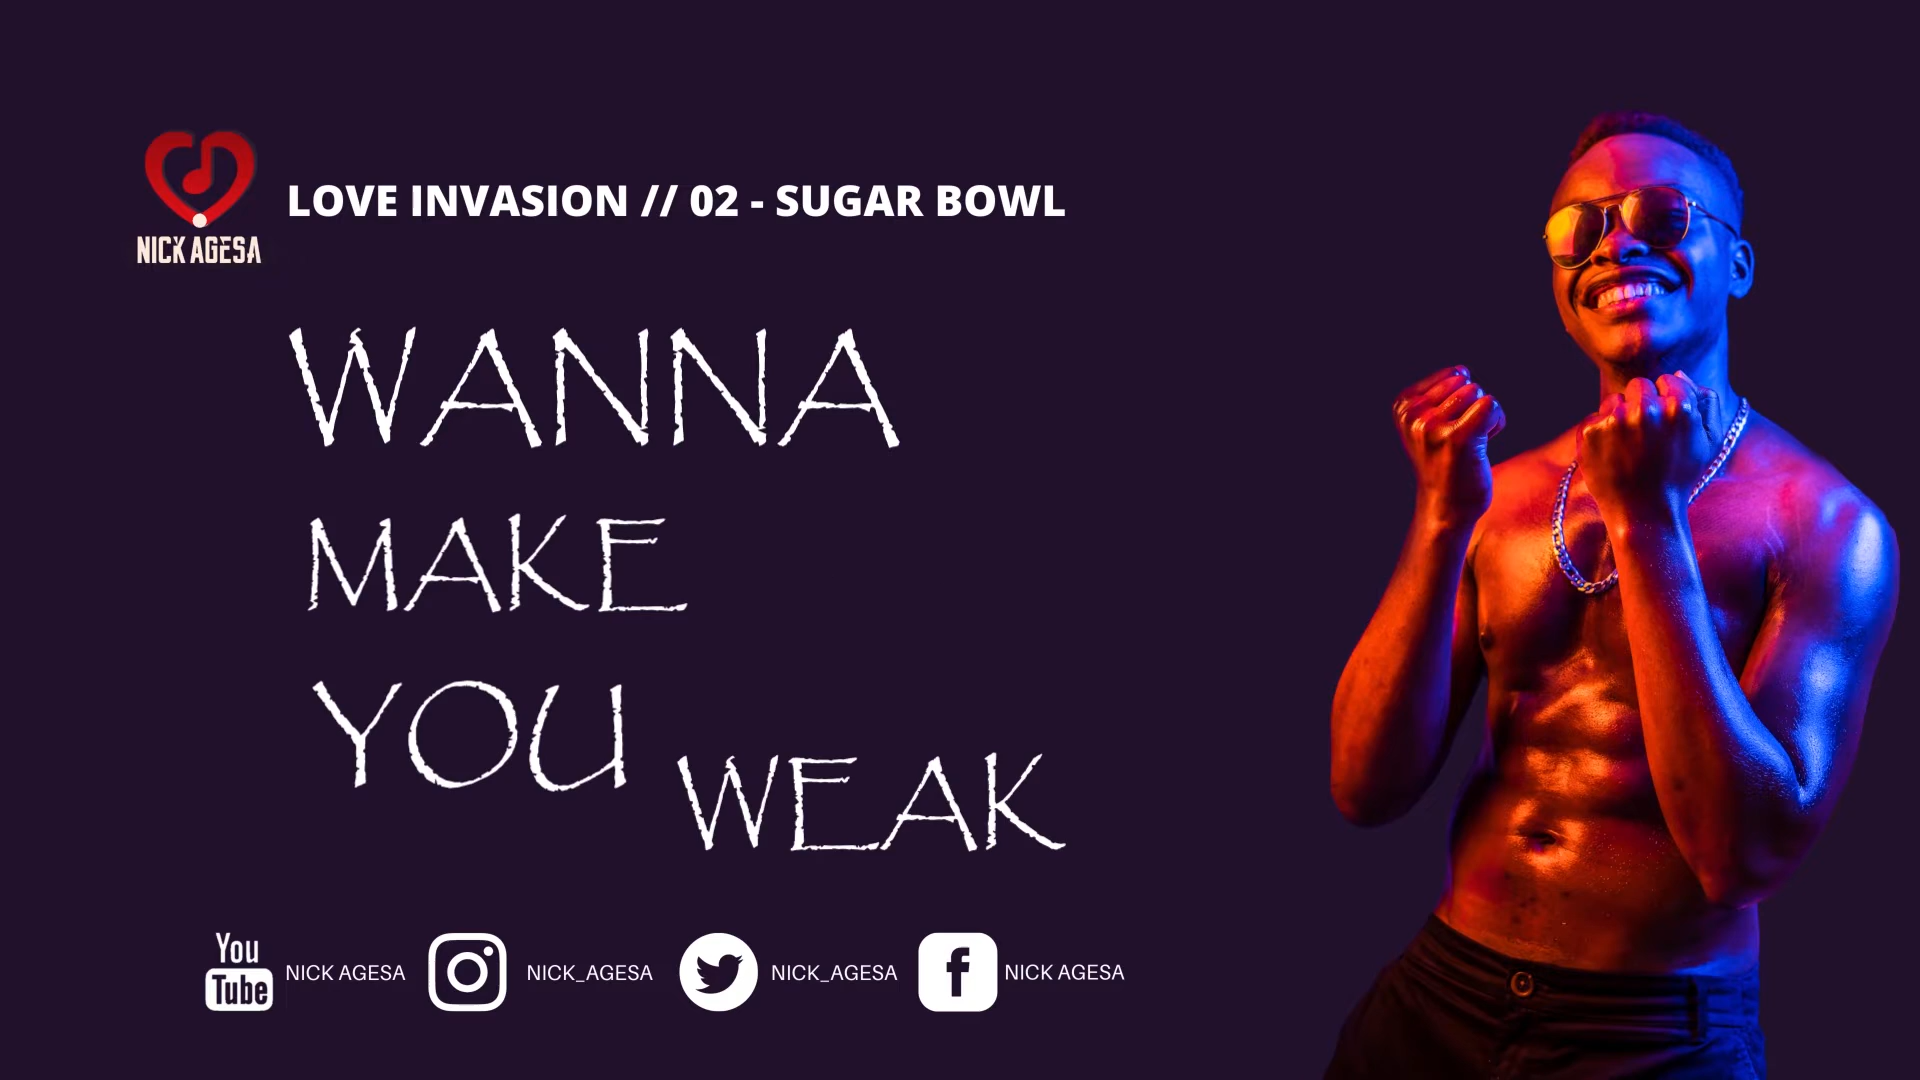 LOVE INVASION // 02 - SUGAR BOWL
NICK AGESA
WANNA
MAKE
YOU
WEAK
You
Tube
NICK AGESA
NICK_AGESA
NICK_AGESA
f
NICK AGESA